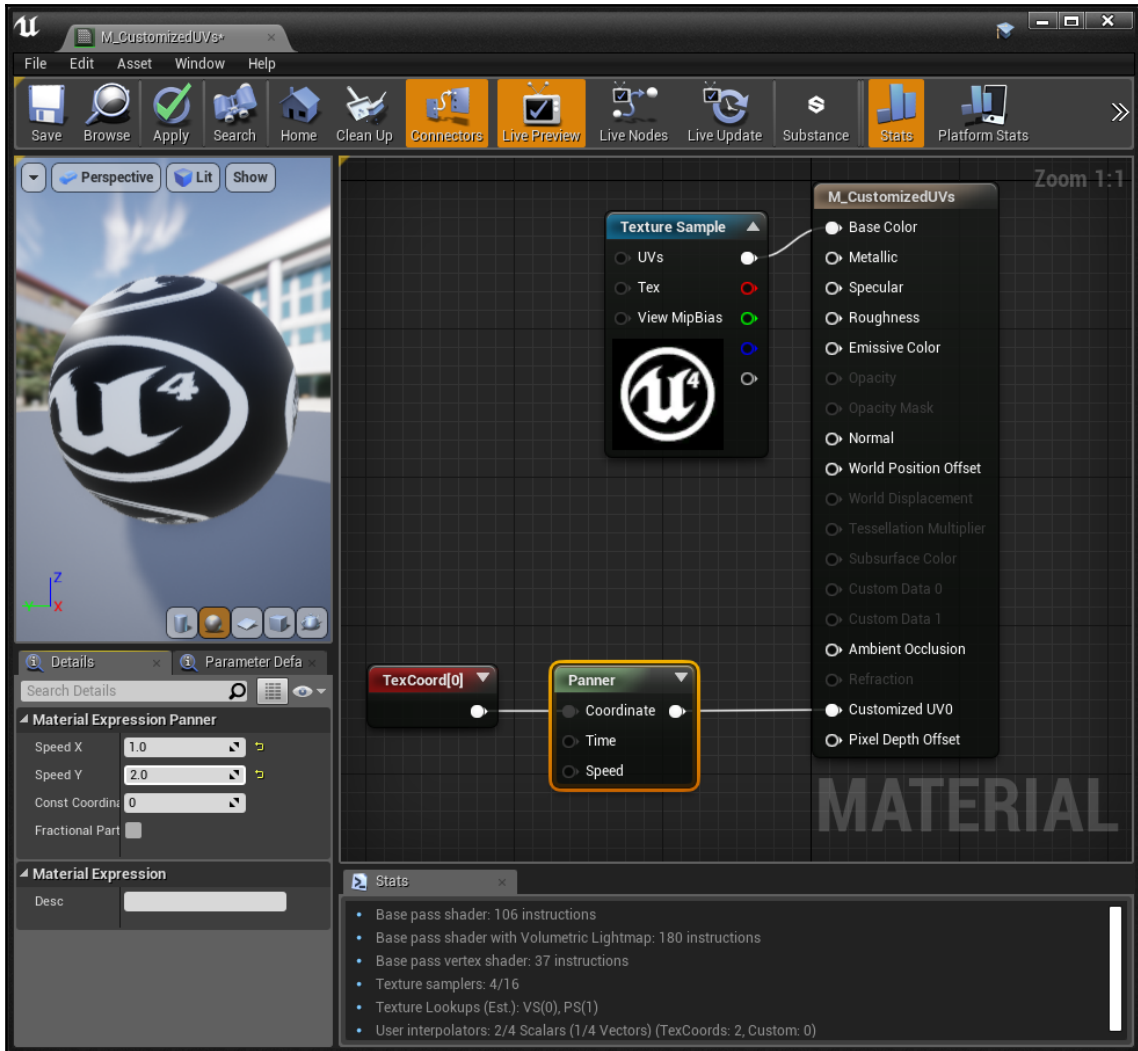 M_CustomizedUVs*
File Edit Asset Window Help
Save Browse Apply Search Home Clean Up Connectors Live Preview Live Nodes Live Update Substance Stats Platform Stats
Perspective Lit Show
Zoom 1:1
M_CustomizedUVs
Base Color
Metallic
Specular
Roughness
Emissive Color
Opacity
Opacity Mask
Normal
World Position Offset
World Displacement
Tessellation Multiplier
Subsurface Color
Custom Data 0
Custom Data 1
Ambient Occlusion
Refraction
Customized UV0
Pixel Depth Offset
Texture Sample
UVs
Tex
View MipBias
u 4
u 4
Z
X
TexCoord[0]
Panner
Coordinate
Time
Speed
MATERIAL
Details Parameter Defa
Search Details
Material Expression Panner
Speed X 1.0
Speed Y 2.0
Const Coordina 0
Fractional Part
Material Expression
Desc
Stats
• Base pass shader: 106 instructions
• Base pass shader with Volumetric Lightmap: 180 instructions
• Base pass vertex shader: 37 instructions
• Texture samplers: 4/16
• Texture Lookups (Est.): VS(0), PS(1)
• User interpolators: 2/4 Scalars (1/4 Vectors) (TexCoords: 2, Custom: 0)